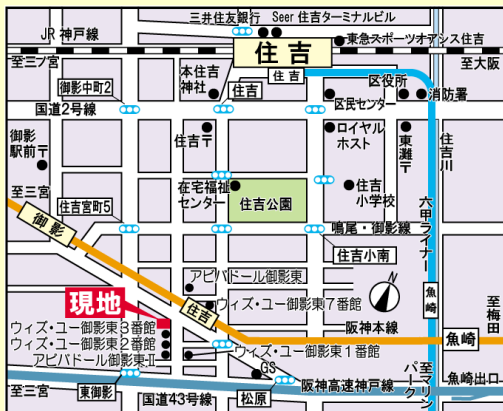 三井住友銀行 Seer 住吉ターミナルビル
JR 神戸線
住吉
東急スポーツオアシス住吉
至三ノ宮
至大阪
住吉
御影中町2
本住吉
神社
住吉
区役所
区民センター
消防署
国道2号線
御影
駅前〒
住吉〒
ロイヤル
ホスト
東灘〒
住吉川
至三宮
在宅福祉
センター
住吉公園
住吉
小学校
六甲ライナー
住吉宮町5
御影
鳴尾・御影線
住吉小南
アビバドール御影東
N
現地
ウィズ・ユー御影東7番館
住吉
魚崎
至梅田
ウィズ・ユー御影東3番館
ウィズ・ユー御影東2番館
アビバドール御影東-II
阪神本線
魚崎
ウィズ・ユー御影東1番館
GS
至マリンパーク
魚崎出口
至三宮
東御影
国道43号線
松原
阪神高速神戸線